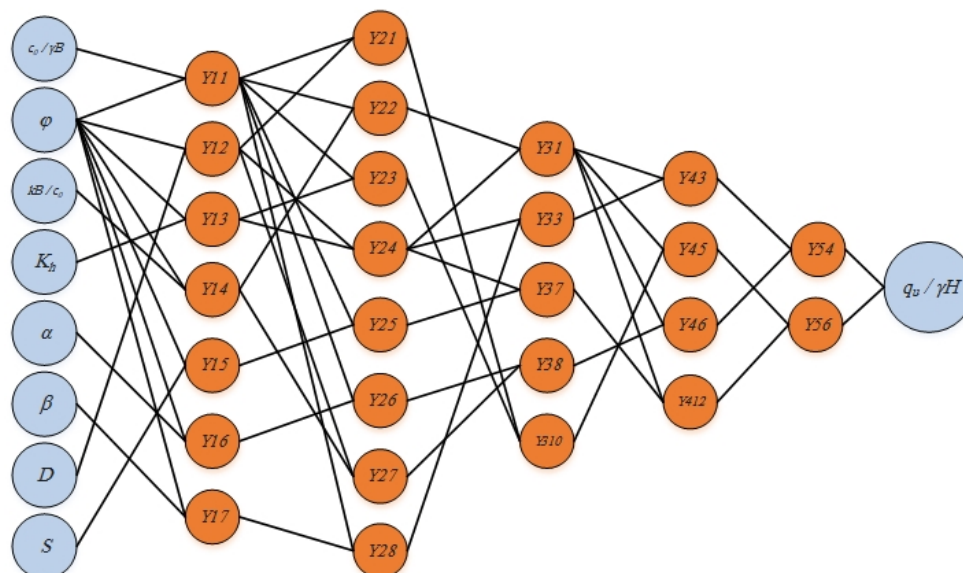 c₀ / γB
φ
kB / c₀
Kₕ
α
β
D
S
Y11
Y12
Y13
Y14
Y15
Y16
Y17
Y21
Y22
Y23
Y24
Y25
Y26
Y27
Y28
Y31
Y33
Y37
Y38
Y310
Y43
Y45
Y46
Y412
Y54
Y56
qᵤ / γH